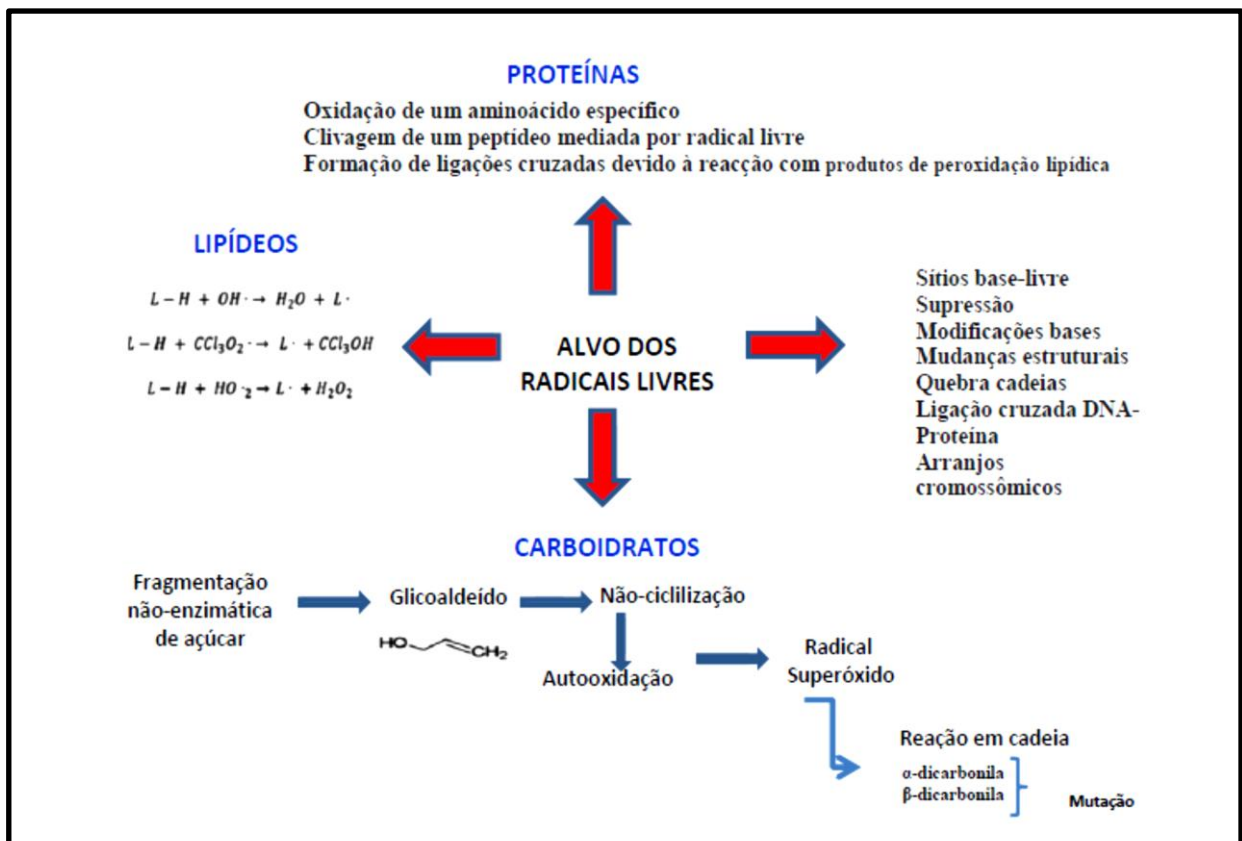 PROTEÍNAS
Oxidação de um aminoácido específico
Clivagem de um peptídeo mediada por radical livre
Formação de ligações cruzadas devido à reacção com produtos de peroxidação lipídica
LIPÍDEOS
L − H + OH · → H₂O + L ·
L − H + CCl₃O₂ · → L · + CCl₃OH
L − H + HO ·₂ → L · + H₂O₂
ALVO DOS
RADICAIS LIVRES
Sítios base-livre
Supressão
Modificações bases
Mudanças estruturais
Quebra cadeias
Ligação cruzada DNA-
Proteína
Arranjos
cromossômicos
CARBOIDRATOS
Fragmentação
não-enzimática
de açúcar
Glicoaldeído
HO
CH₂
Não-ciclilização
Autooxidação
Radical
Superóxido
Reação em cadeia
α-dicarbonila
β-dicarbonila
Mutação